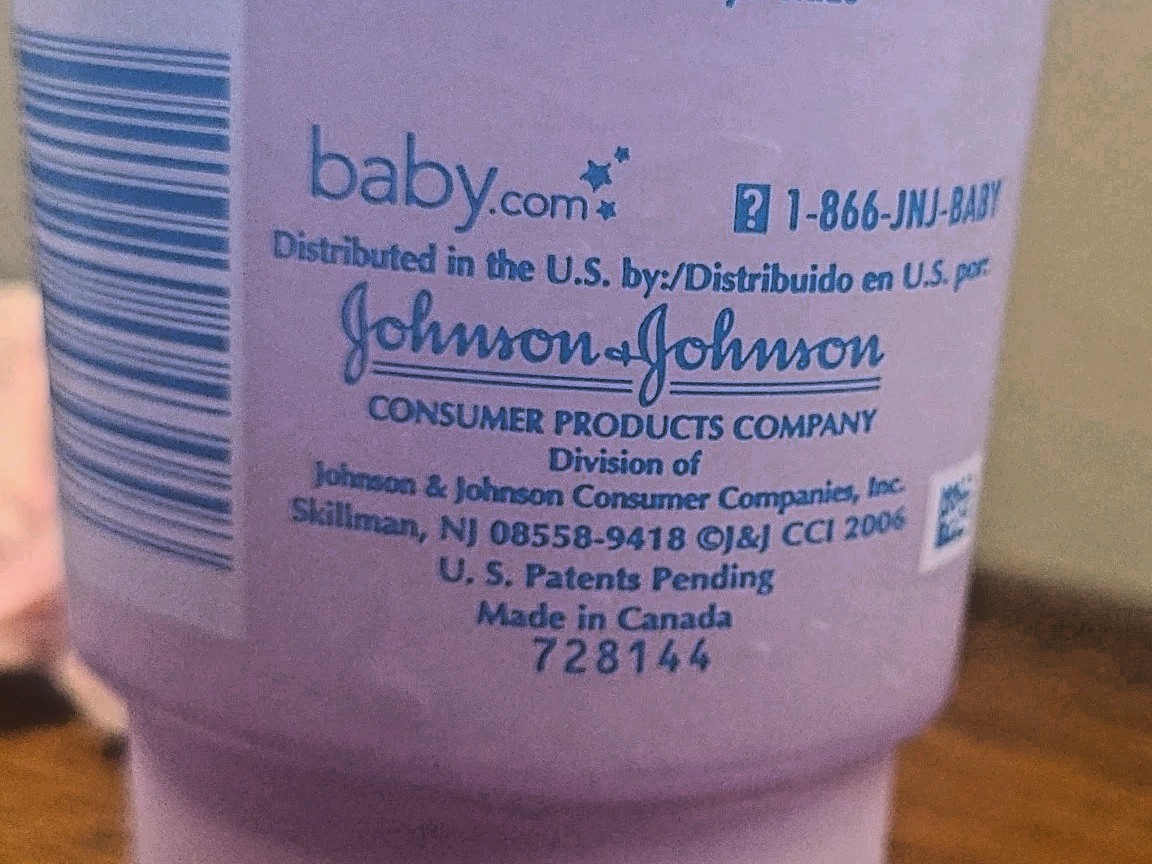 baby.com
? 1-866-JNJ-BABY
Distributed in the U.S. by:/Distribuido en U.S. por:
Johnson & Johnson
CONSUMER PRODUCTS COMPANY
Division of
Johnson & Johnson Consumer Companies, Inc.
Skillman, NJ 08558-9418 ©J&J CCI 2006
U. S. Patents Pending
Made in Canada
728144